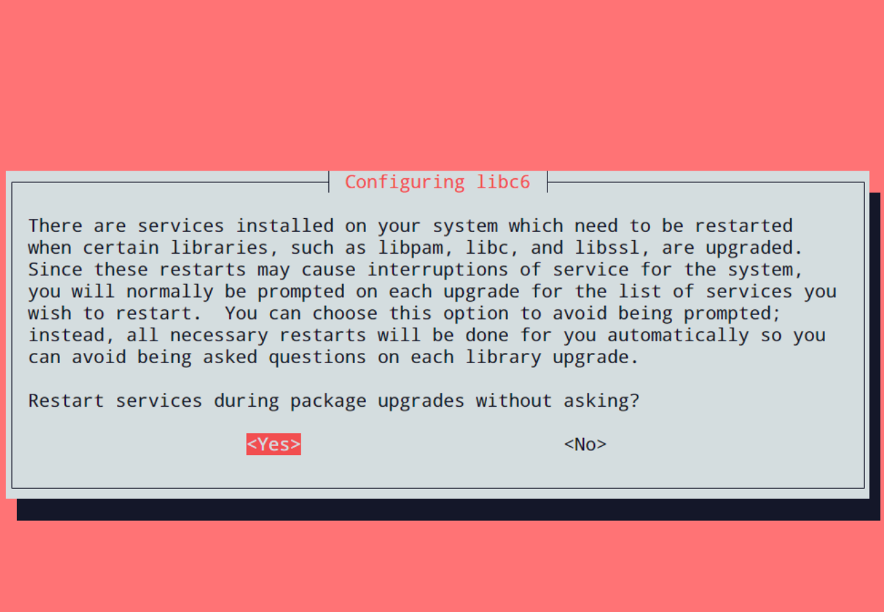 Configuring libc6
There are services installed on your system which need to be restarted
when certain libraries, such as libpam, libc, and libssl, are upgraded.
Since these restarts may cause interruptions of service for the system,
you will normally be prompted on each upgrade for the list of services you
wish to restart.  You can choose this option to avoid being prompted;
instead, all necessary restarts will be done for you automatically so you
can avoid being asked questions on each library upgrade.
Restart services during package upgrades without asking?
<Yes> <No>